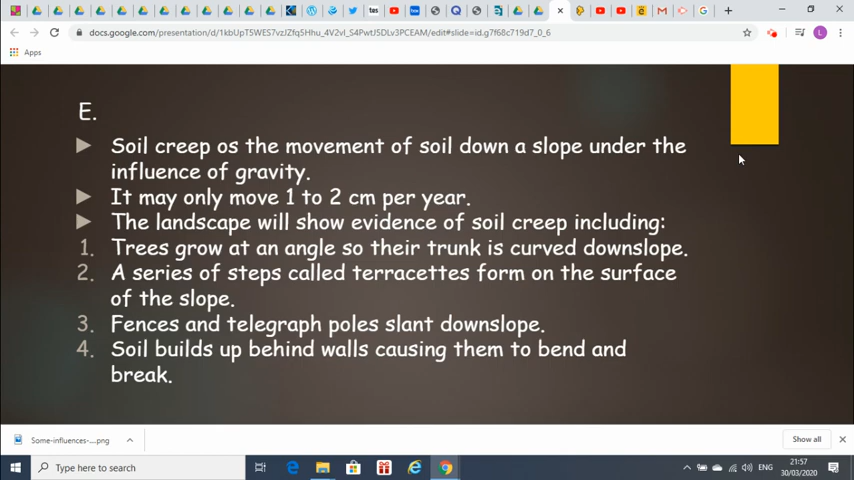 docs.google.com/presentation/d/1kbUpT5WES7vzJZfq5Hhu_4V2vI_S4PwtJ5DLv3PCEAM/edit#slide=id.g7f68c719d7_0_6
Apps
E.
Soil creep os the movement of soil down a slope under the
influence of gravity.
It may only move 1 to 2 cm per year.
The landscape will show evidence of soil creep including:
1. Trees grow at an angle so their trunk is curved downslope.
2. A series of steps called terracettes form on the surface
of the slope.
3. Fences and telegraph poles slant downslope.
4. Soil builds up behind walls causing them to bend and
break.
Some-influences-....png
Show all
Type here to search
ENG
21:57
30/03/2020